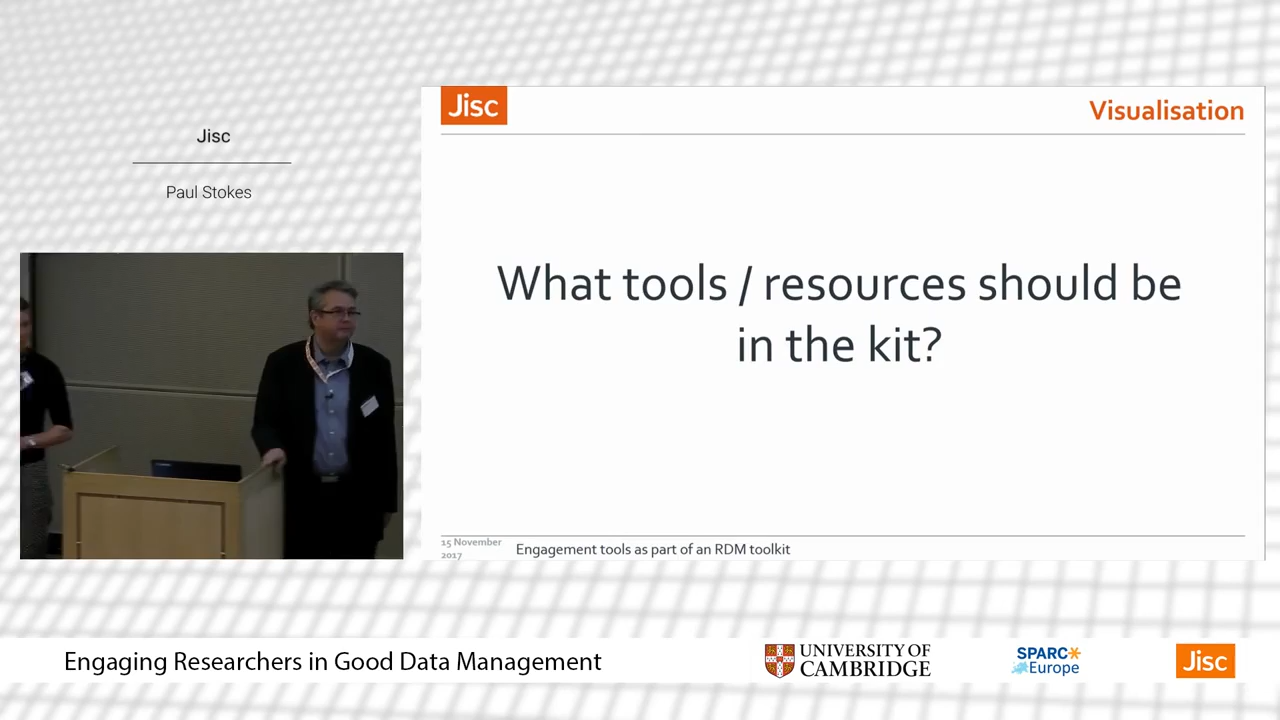 Jisc
Paul Stokes
Jisc
Visualisation
What tools / resources should be
in the kit?
15 November
2017
Engagement tools as part of an RDM toolkit
Engaging Researchers in Good Data Management
UNIVERSITY OF
CAMBRIDGE
SPARC*
Europe
Jisc